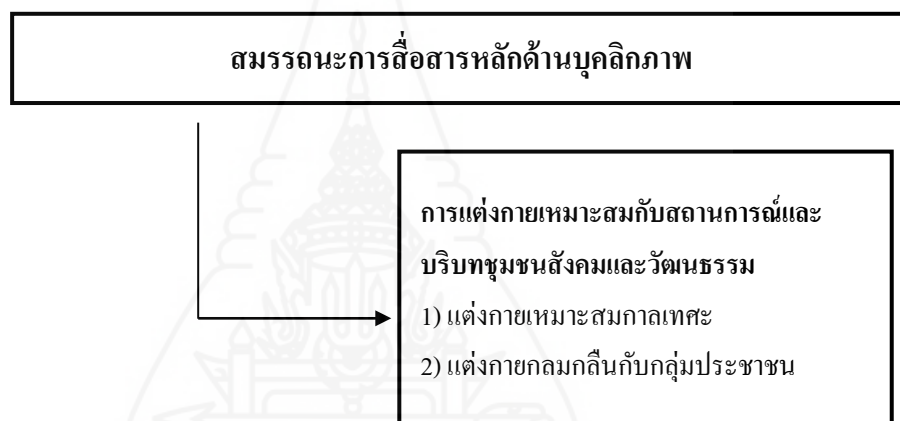 สมรรถนะการสื่อสารหลักด้านบุคลิกภาพ
การแต่งกายเหมาะสมกับสถานการณ์และ
บริบทชุมชนสังคมและวัฒนธรรม
1) แต่งกายเหมาะสมกาลเทศะ
2) แต่งกายกลมกลืนกับกลุ่มประชาชน